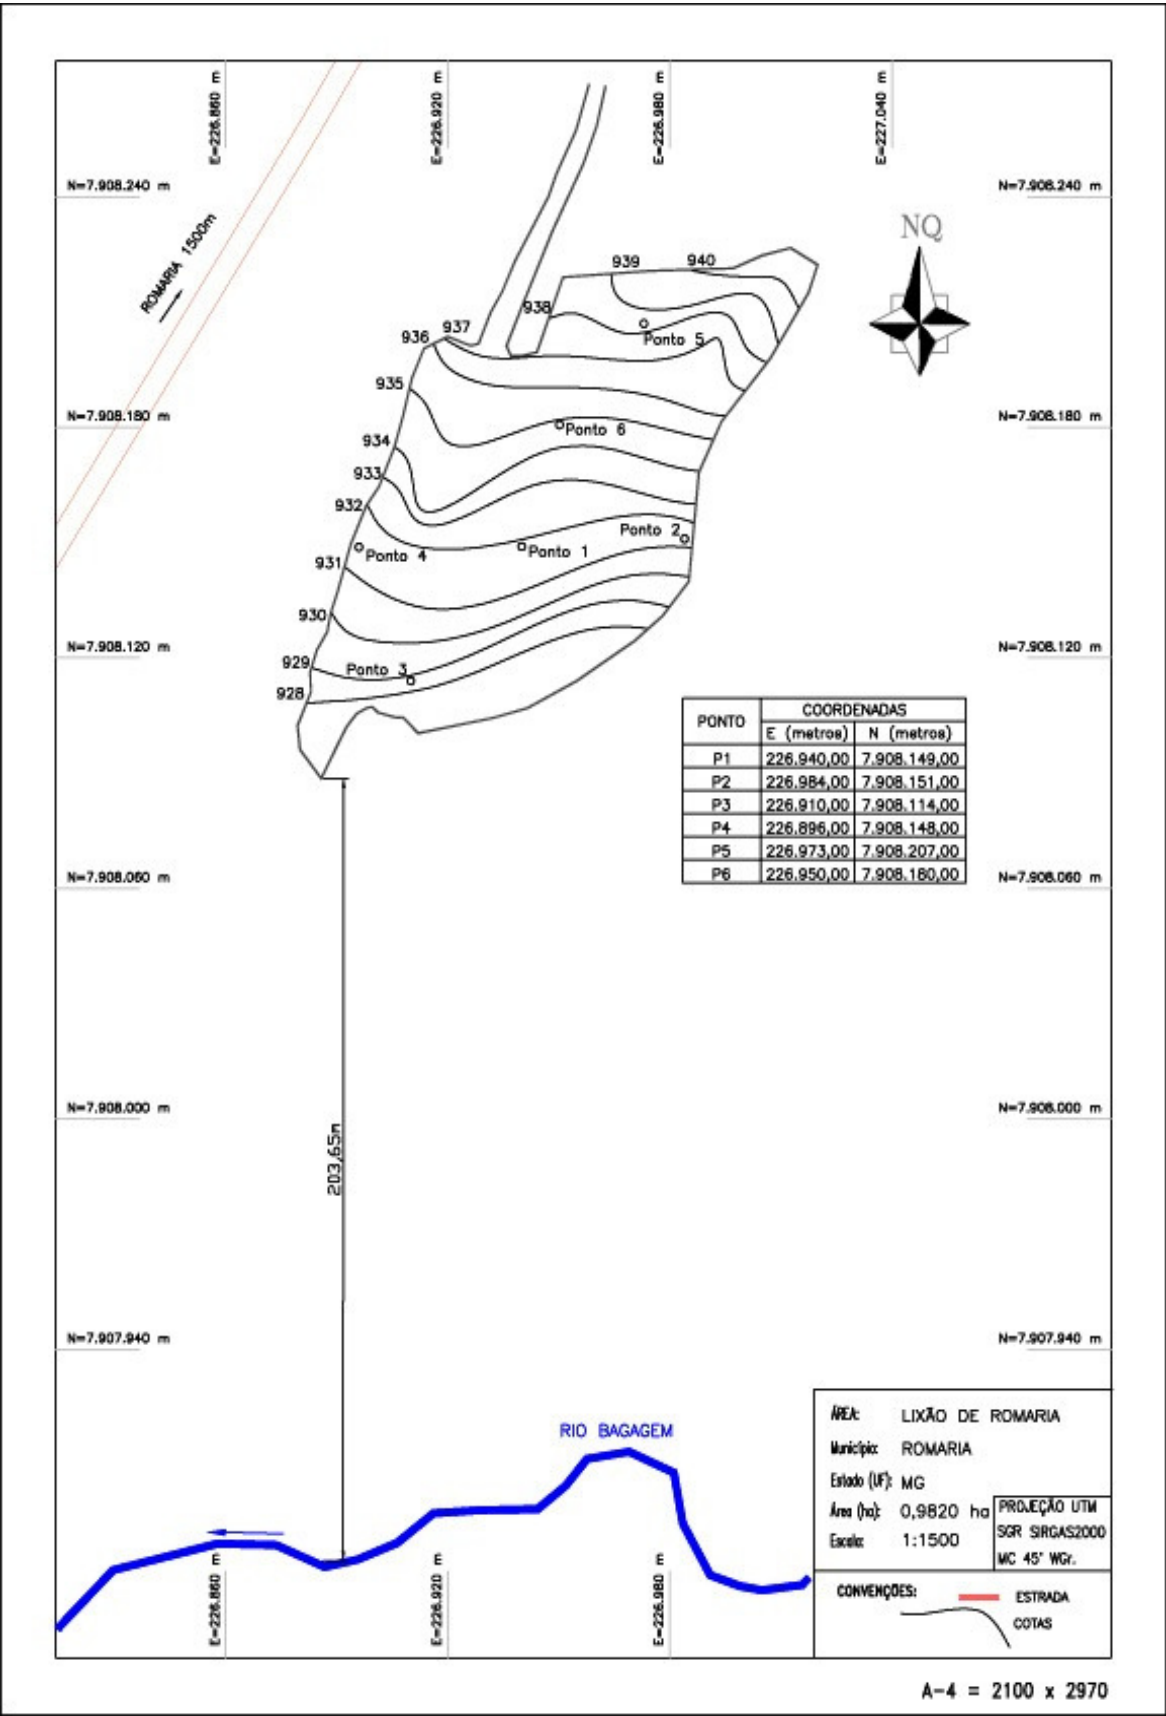 E=226.860 m
E=226.920 m
E=226.980 m
E=227.040 m
N=7.908.240 m
N=7.908.240 m
ROMARIA 1500m
NQ
939
940
938
937
936
Ponto 5
935
N=7.908.180 m
N=7.908.180 m
Ponto 6
934
933
932
Ponto 2
Ponto 4
Ponto 1
931
930
N=7.908.120 m
N=7.908.120 m
929
Ponto 3
928
PONTO
COORDENADAS
E (metros) N (metros)
P1 226.940,00 7.908.149,00
P2 226.984,00 7.908.151,00
P3 226.910,00 7.908.114,00
P4 226.896,00 7.908.148,00
P5 226.973,00 7.908.207,00
P6 226.950,00 7.908.180,00
N=7.908.060 m
N=7.908.060 m
N=7.908.000 m
N=7.908.000 m
203,65m
N=7.907.940 m
N=7.907.940 m
RIO BAGAGEM
E=226.860 m
E=226.920 m
E=226.980 m
ÁREA: LIXÃO DE ROMARIA
Município: ROMARIA
Estado (UF): MG
Área (ha): 0,9820 ha
Escala: 1:1500
PROJEÇÃO UTM
SGR SIRGAS2000
MC 45° WGr.
CONVENÇÕES:
ESTRADA
COTAS
A-4 = 2100 x 2970